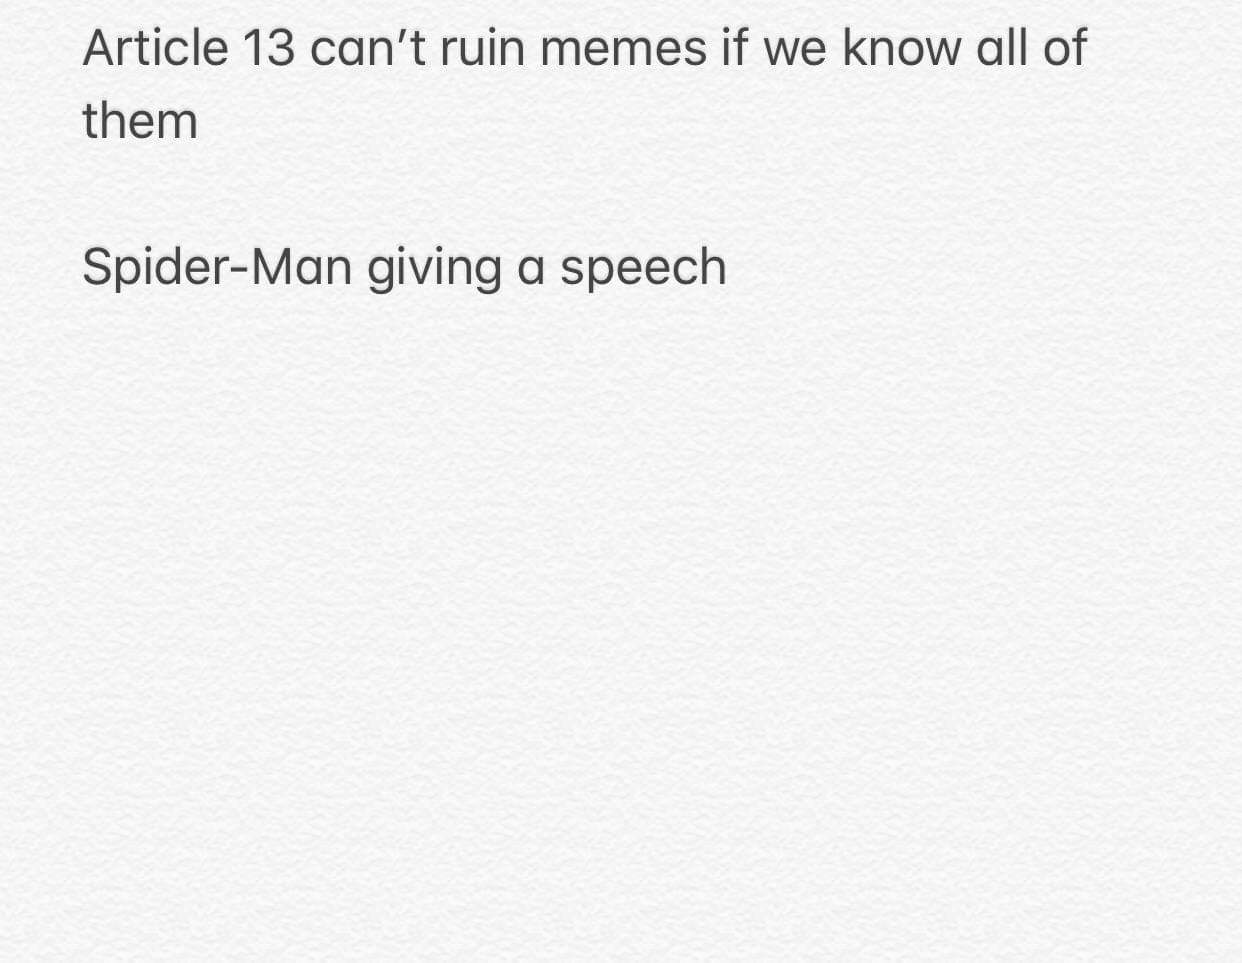 Article 13 can’t ruin memes if we know all of
them
Spider-Man giving a speech